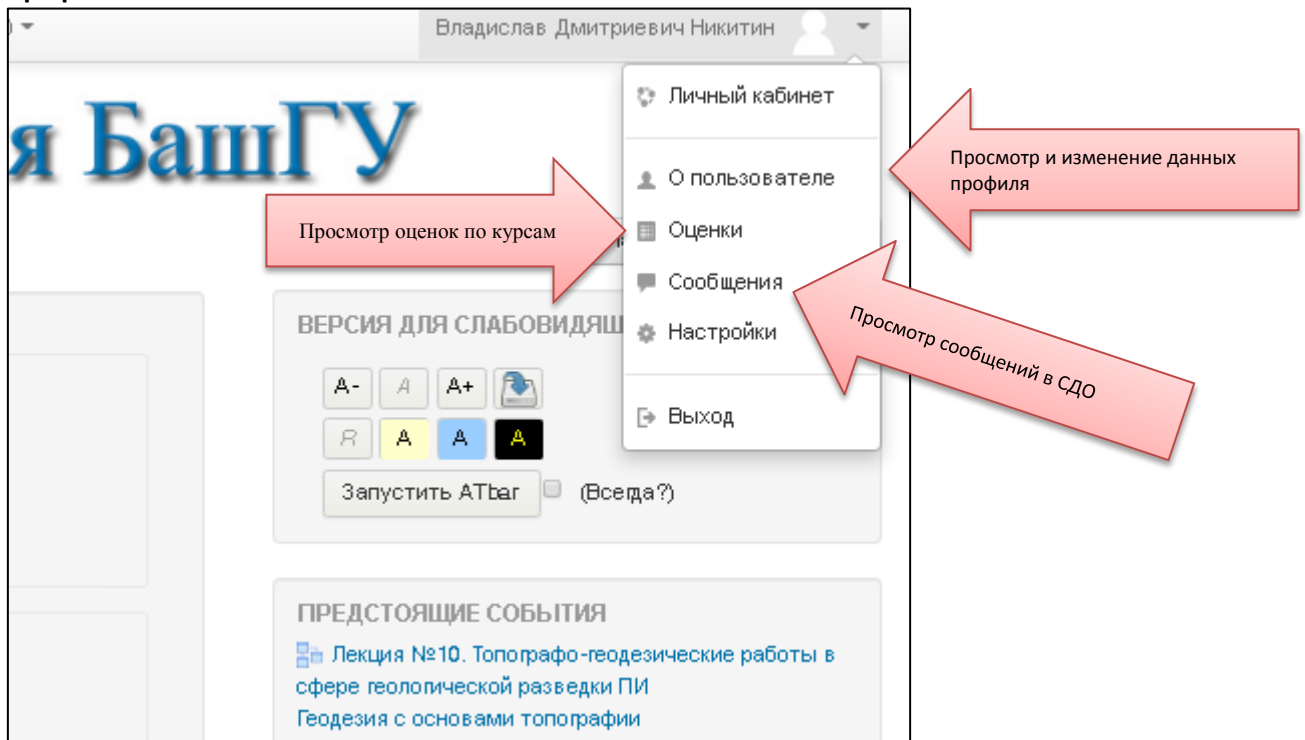 Владислав Дмитриевич Никитин
я БашГУ
Личный кабинет
О пользователе
Оценки
Сообщения
Настройки
Выход
Просмотр и изменение данных
профиля
Просмотр оценок по курсам
Просмотр сообщений в СДО
ВЕРСИЯ ДЛЯ СЛАБОВИДЯЩ
A- A A+
R A A A
Запустить ATbar (Всегда?)
ПРЕДСТОЯЩИЕ СОБЫТИЯ
Лекция №10. Топографо-геодезические работы в
сфере геологической разведки ПИ
Геодезия с основами топографии